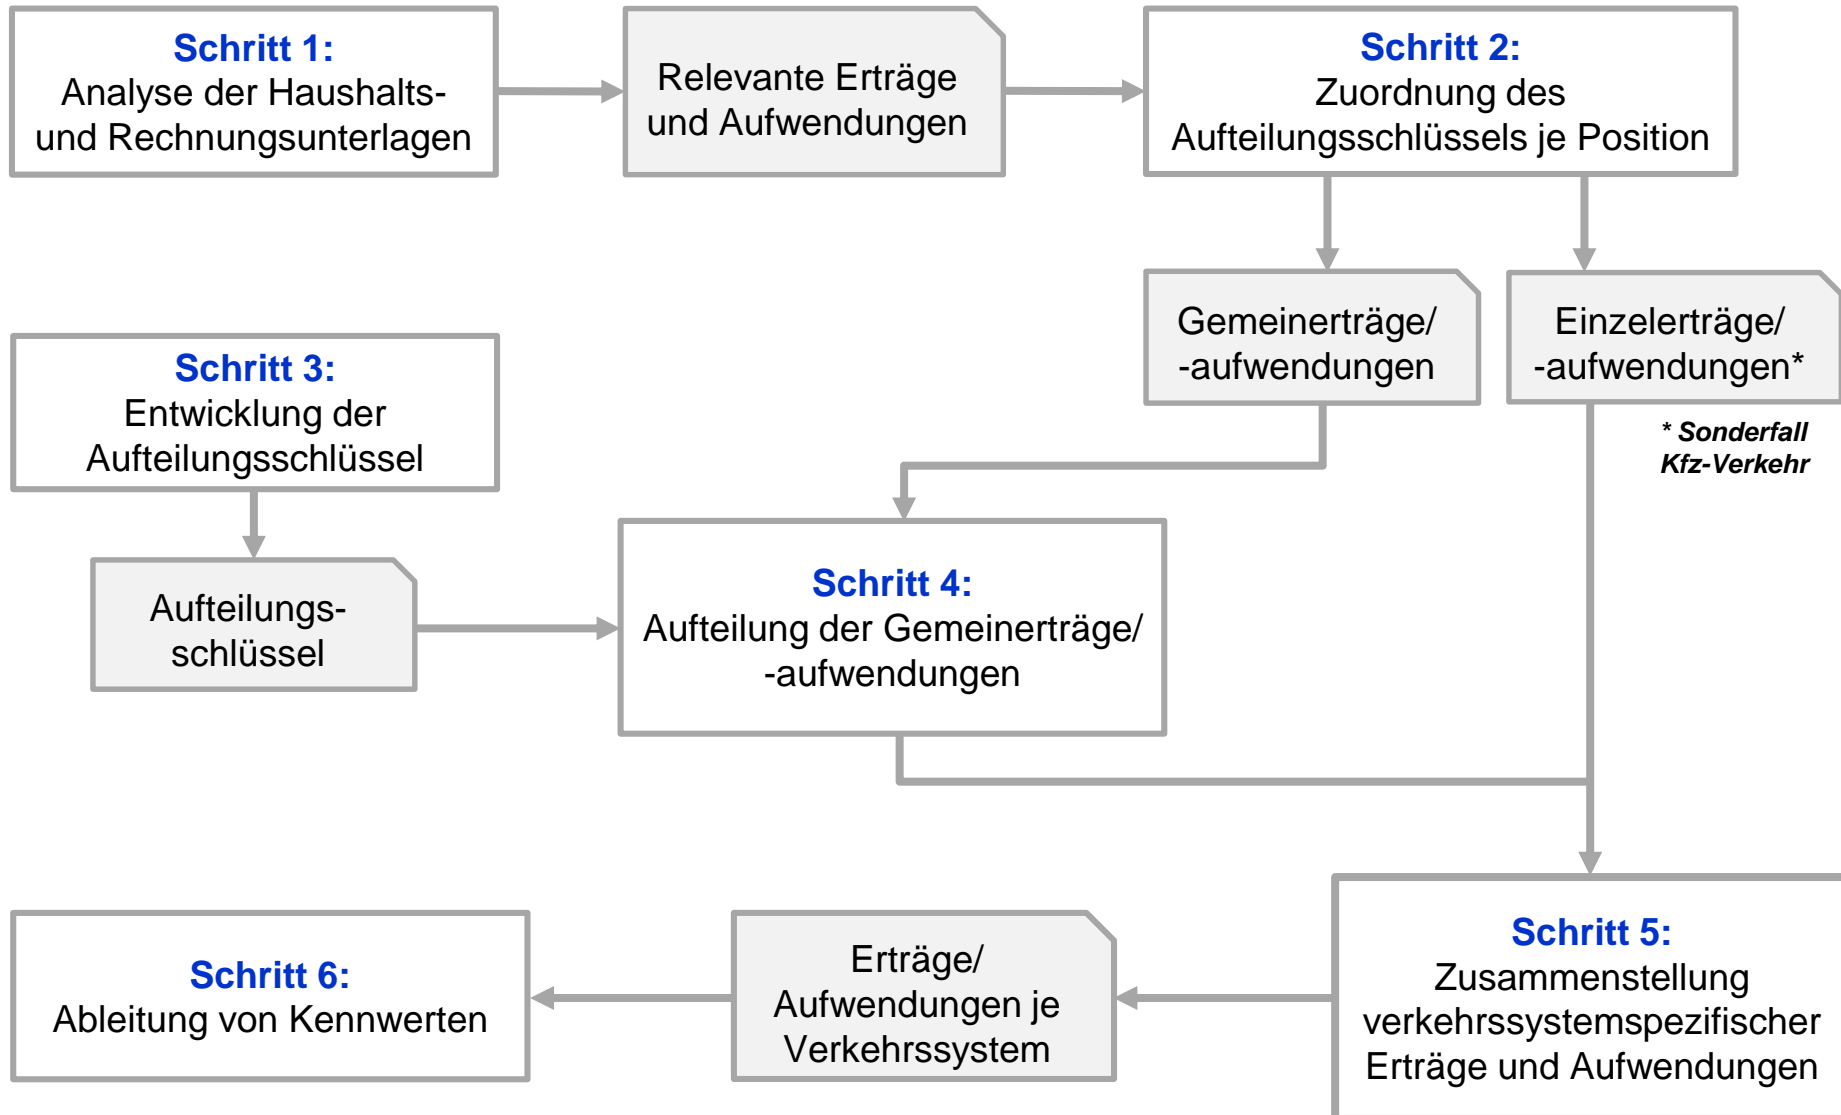 Schritt 1:
Analyse der Haushalts-
und Rechnungsunterlagen
Relevante Erträge
und Aufwendungen
Schritt 2:
Zuordnung des
Aufteilungsschlüssels je Position
Gemeinerträge/
-aufwendungen
Einzelerträge/
-aufwendungen*
* Sonderfall
Kfz-Verkehr
Schritt 3:
Entwicklung der
Aufteilungsschlüssel
Aufteilungs-
schlüssel
Schritt 4:
Aufteilung der Gemeinerträge/
-aufwendungen
Schritt 5:
Zusammenstellung
verkehrssystemspezifischer
Erträge und Aufwendungen
Erträge/
Aufwendungen je
Verkehrssystem
Schritt 6:
Ableitung von Kennwerten